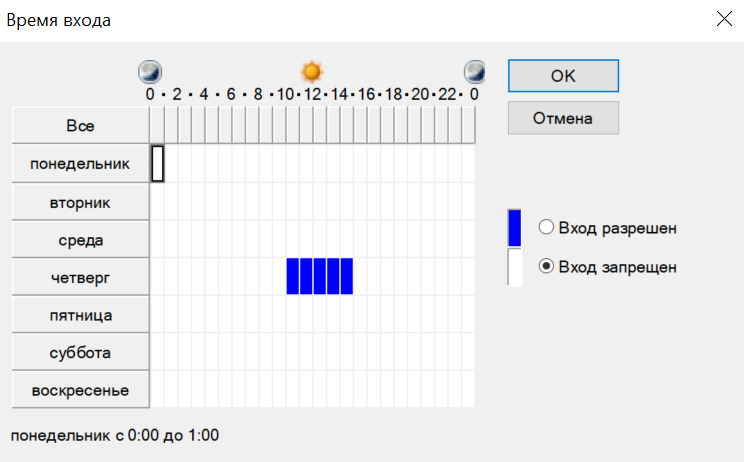 Время входа
0 · 2 · 4 · 6 · 8 · 10 · 12 · 14 · 16 · 18 · 20 · 22 · 0
OK
Все
Отмена
понедельник
вторник
среда
Вход разрешен
четверг
Вход запрещен
пятница
суббота
воскресенье
понедельник с 0:00 до 1:00